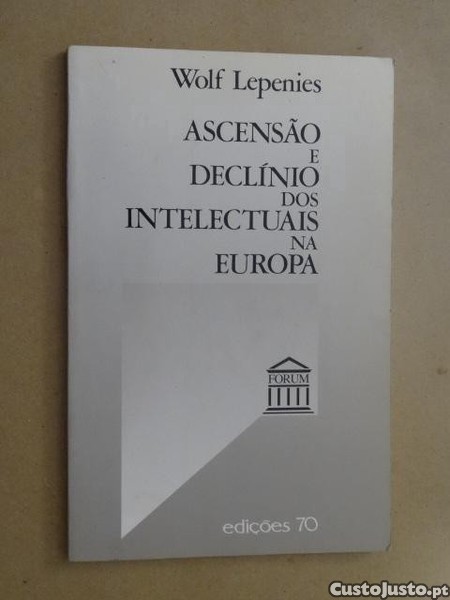 Wolf Lepenies
ASCENSÃO
E
DECLÍNIO
DOS
INTELECTUAIS
NA
EUROPA
FORUM
edições 70
CustoJusto.pt